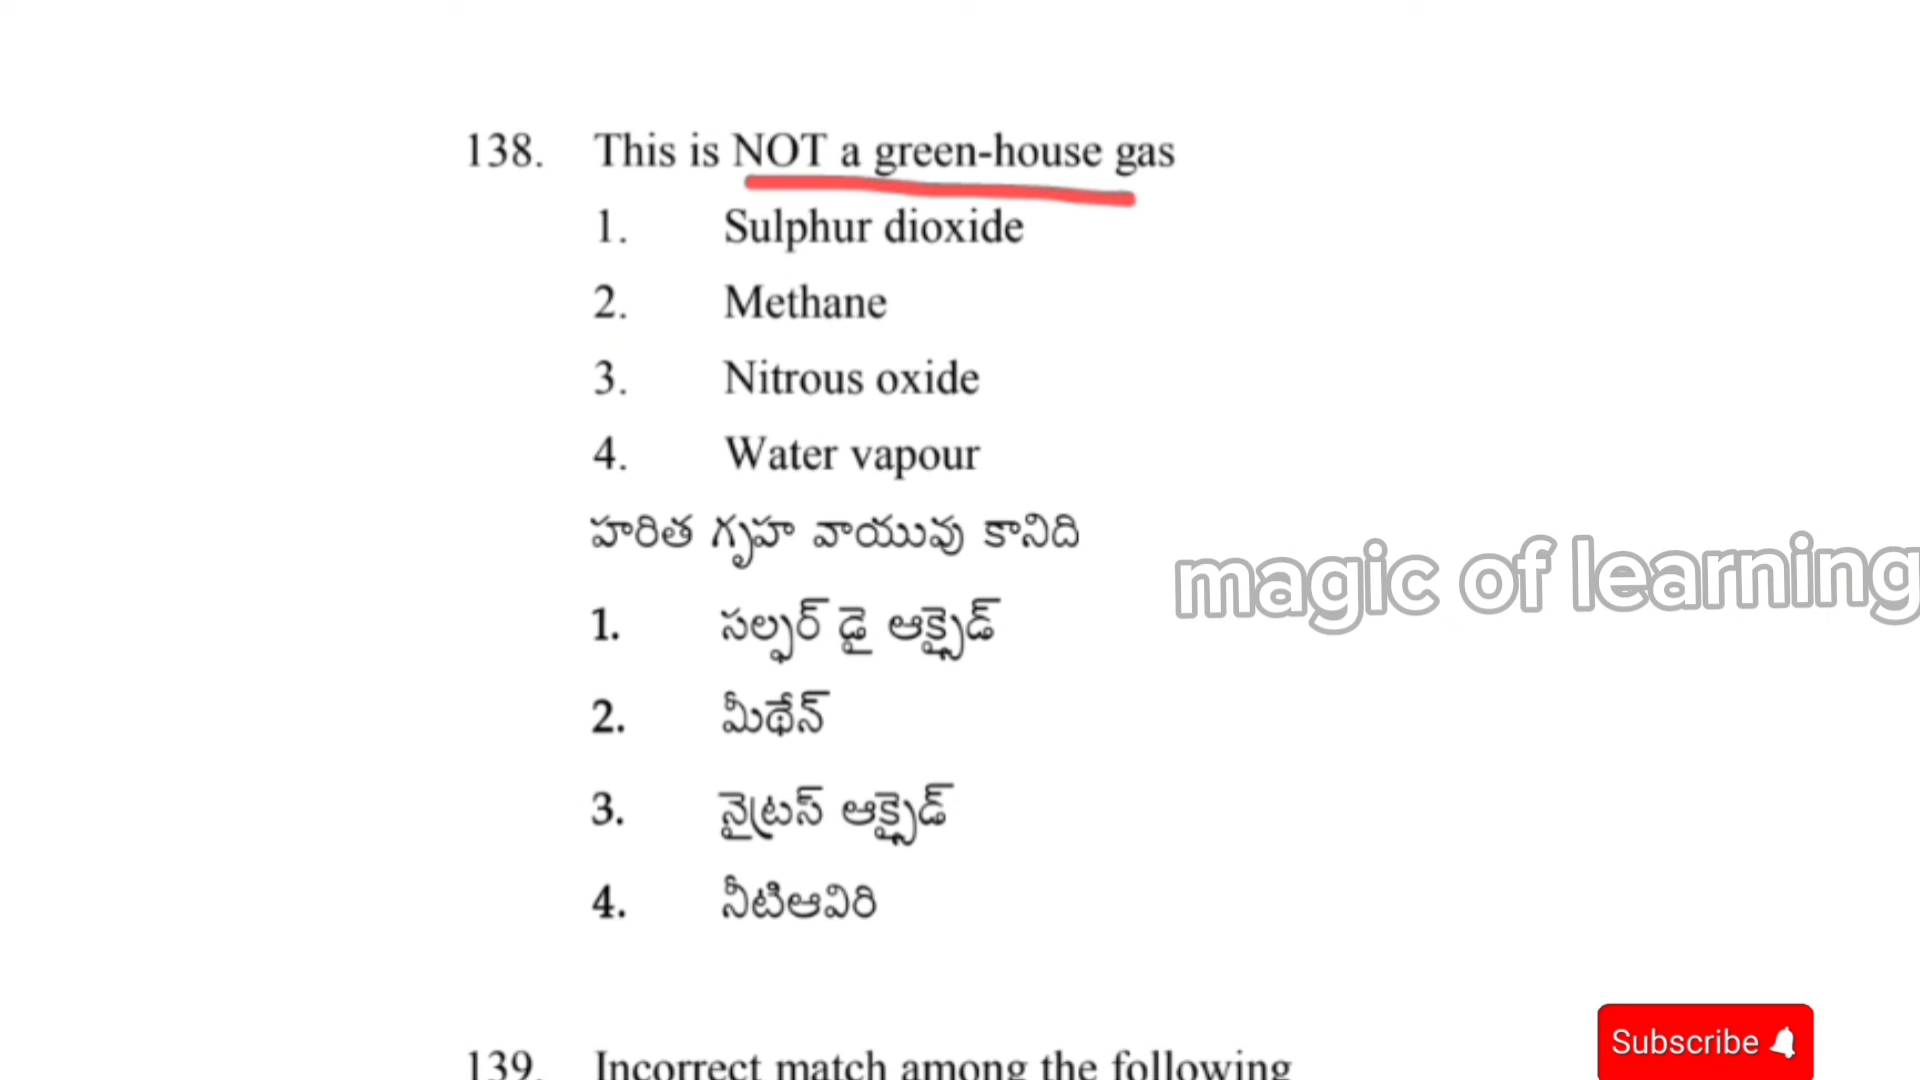 138. This is NOT a green-house gas
1. Sulphur dioxide
2. Methane
3. Nitrous oxide
4. Water vapour
హరిత గృహ వాయువు కానిది
1. సల్ఫర్ డై ఆక్సైడ్
2. మీథేన్
3. నైట్రస్ ఆక్సైడ్
4. నీటిఆవిరి
magic of learning
139. Incorrect match among the following
Subscribe